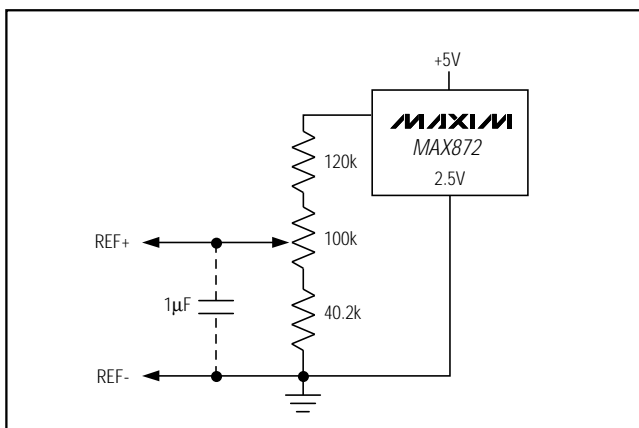 +5V
MAXIM
MAX872
2.5V
120k
100k
40.2k
REF+
1µF
REF-